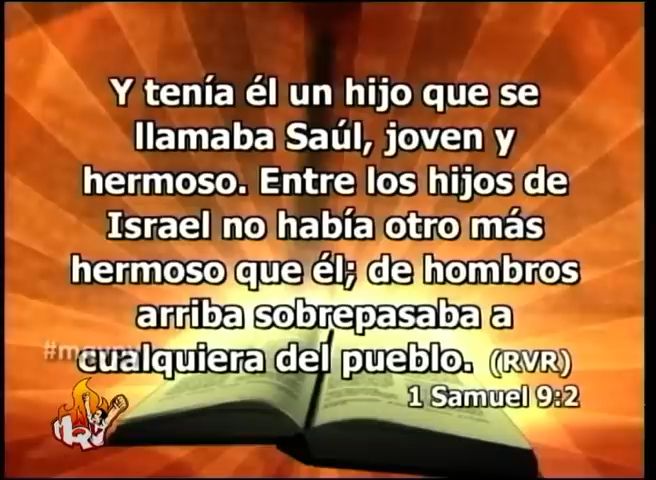 Y tenía él un hijo que se
llamaba Saúl, joven y
hermoso. Entre los hijos de
Israel no había otro más
hermoso que él; de hombros
arriba sobrepasaba a
cualquiera del pueblo. (RVR)
1 Samuel 9:2